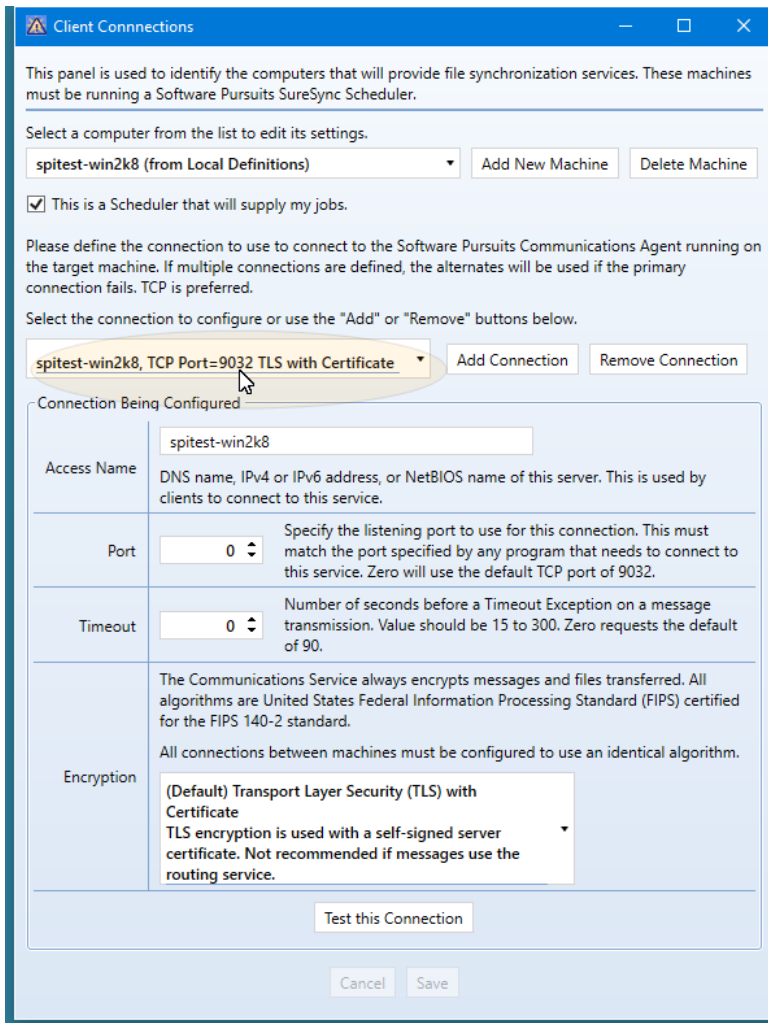 Client Connnections
This panel is used to identify the computers that will provide file synchronization services. These machines
must be running a Software Pursuits SureSync Scheduler.
Select a computer from the list to edit its settings.
spitest-win2k8 (from Local Definitions)
Add New Machine
Delete Machine
This is a Scheduler that will supply my jobs.
Please define the connection to use to connect to the Software Pursuits Communications Agent running on
the target machine. If multiple connections are defined, the alternates will be used if the primary
connection fails. TCP is preferred.
Select the connection to configure or use the "Add" or "Remove" buttons below.
spitest-win2k8, TCP Port=9032 TLS with Certificate
Add Connection
Remove Connection
Connection Being Configured
Access Name
spitest-win2k8
DNS name, IPv4 or IPv6 address, or NetBIOS name of this server. This is used by
clients to connect to this service.
Port
0
Specify the listening port to use for this connection. This must
match the port specified by any program that needs to connect to
this service. Zero will use the default TCP port of 9032.
Timeout
0
Number of seconds before a Timeout Exception on a message
transmission. Value should be 15 to 300. Zero requests the default
of 90.
Encryption
The Communications Service always encrypts messages and files transferred. All
algorithms are United States Federal Information Processing Standard (FIPS) certified
for the FIPS 140-2 standard.
All connections between machines must be configured to use an identical algorithm.
(Default) Transport Layer Security (TLS) with
Certificate
TLS encryption is used with a self-signed server
certificate. Not recommended if messages use the
routing service.
Test this Connection
Cancel
Save